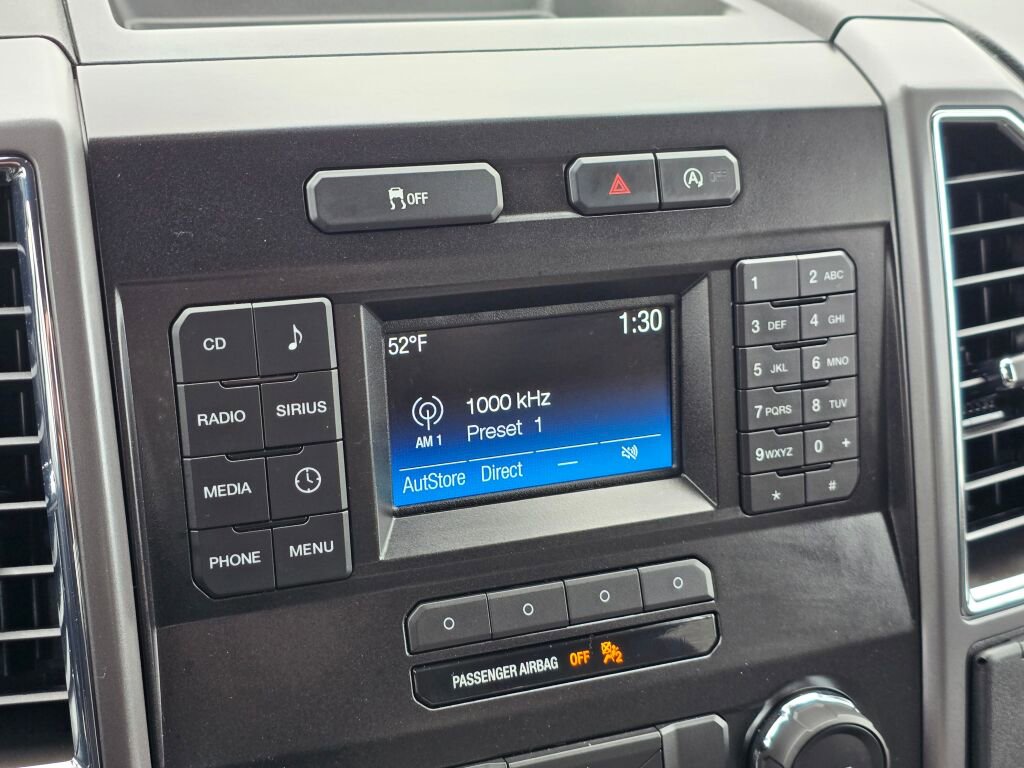 OFF
A OFF
CD
RADIO SIRIUS
MEDIA
PHONE MENU
52°F 1:30
1000 kHz
AM 1 Preset 1
AutStore Direct —
1 2 ABC
3 DEF 4 GHI
5 JKL 6 MNO
7 PQRS 8 TUV
9 WXYZ 0 +
* #
PASSENGER AIRBAG OFF 2